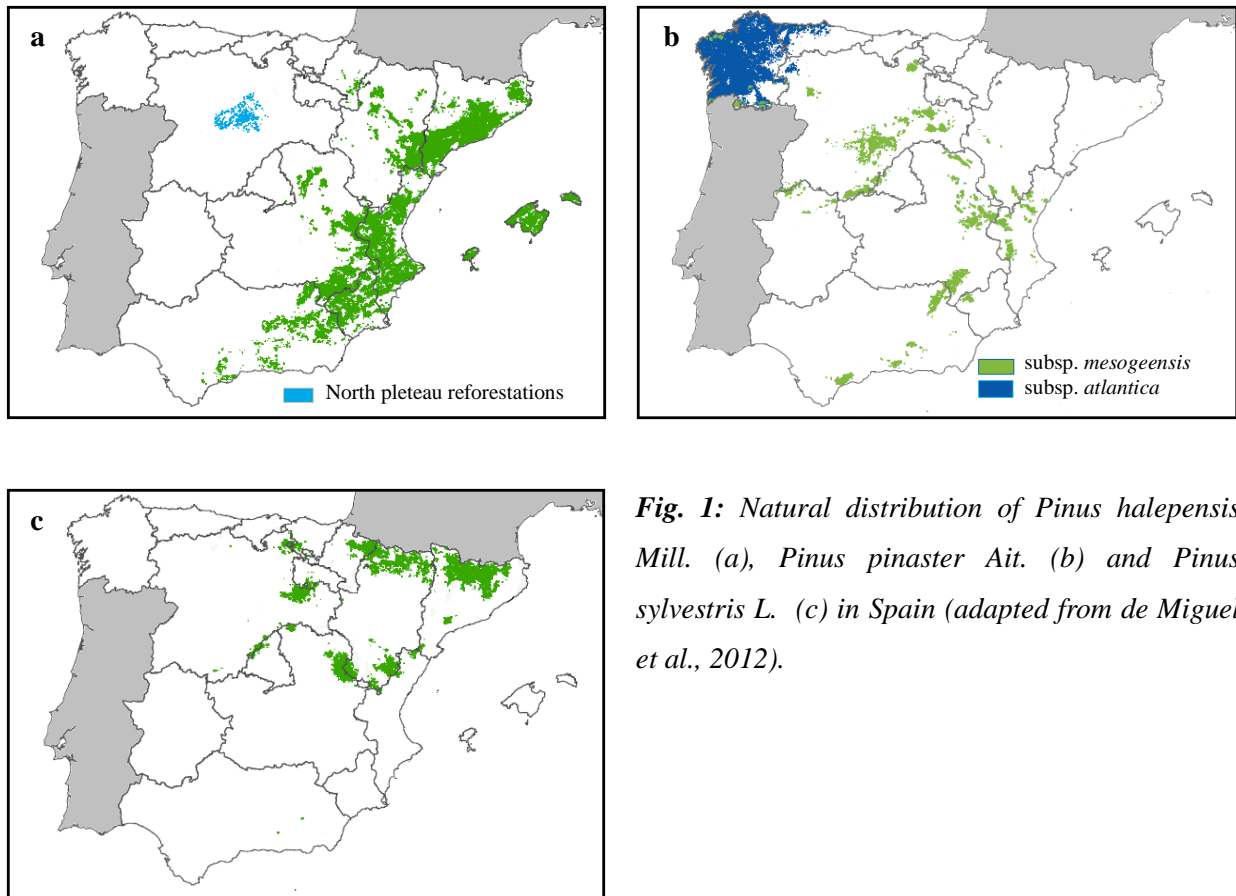 a
North pleteau reforestations
b
subsp. mesogeensis
subsp. atlantica
c
Fig. 1: Natural distribution of Pinus halepensis
Mill. (a), Pinus pinaster Ait. (b) and Pinus
sylvestris L. (c) in Spain (adapted from de Miguel
et al., 2012).